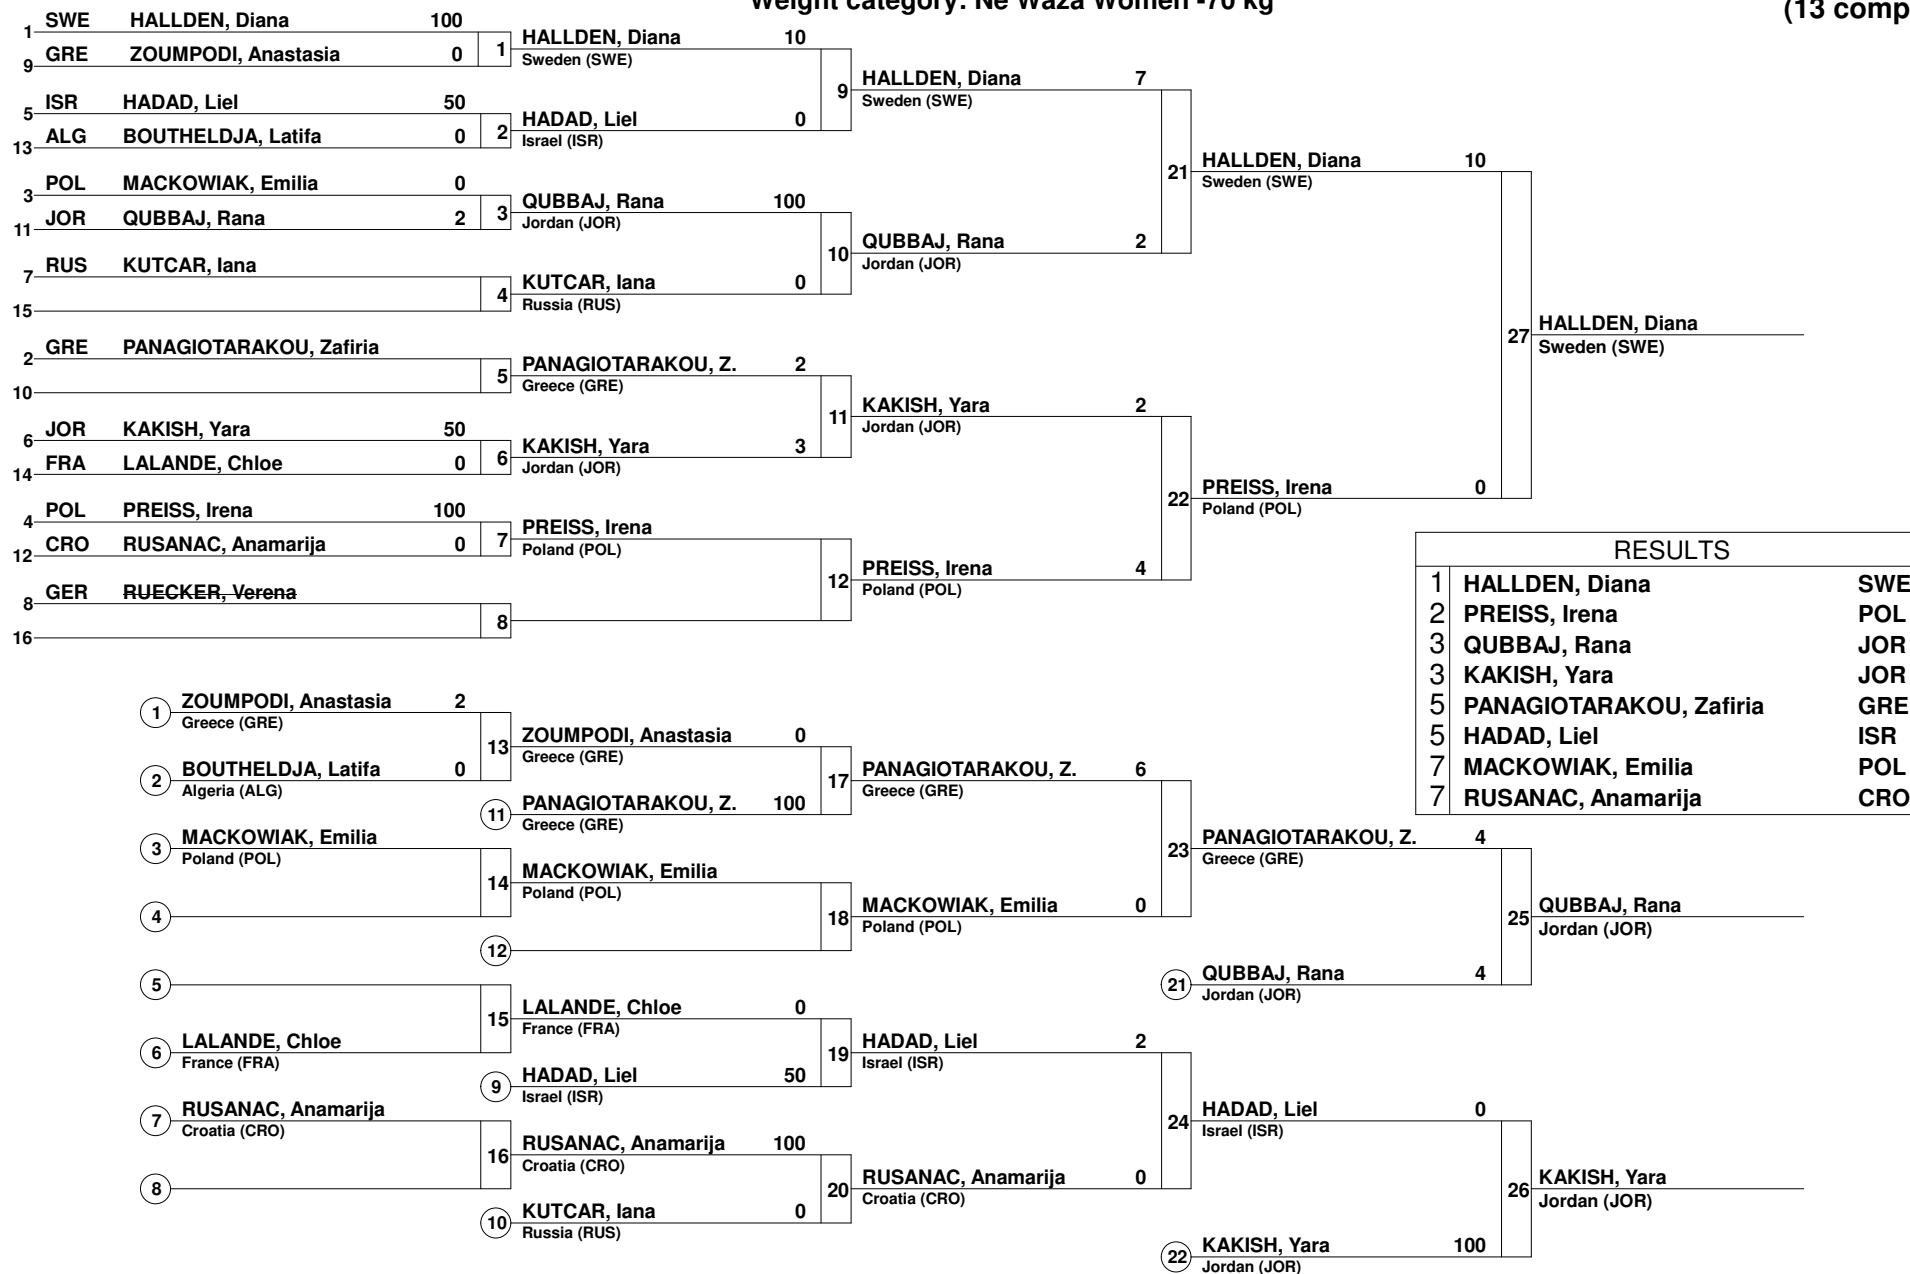 Weight category: Ne Waza Women -70 kg
(13 comp
1 SWE HALLDEN, Diana 100
9 GRE ZOUMPODI, Anastasia 0
1
5 ISR HADAD, Liel 50
13 ALG BOUTHELDJA, Latifa 0
2
3 POL MACKOWIAK, Emilia 0
11 JOR QUBBAJ, Rana 2
3
7 RUS KUTCAR, Iana
15
4
2 GRE PANAGIOTARAKOU, Zafiria
10
5
6 JOR KAKISH, Yara 50
14 FRA LALANDE, Chloe 0
6
4 POL PREISS, Irena 100
12 CRO RUSANAC, Anamarija 0
7
8 GER RUECKER, Verena
16
8
HALLDEN, Diana 10
Sweden (SWE)
HADAD, Liel 0
Israel (ISR)
9
QUBBAJ, Rana 100
Jordan (JOR)
KUTCAR, Iana 0
Russia (RUS)
10
PANAGIOTARAKOU, Z. 2
Greece (GRE)
KAKISH, Yara 3
Jordan (JOR)
11
PREISS, Irena
Poland (POL)
12
HALLDEN, Diana 7
Sweden (SWE)
QUBBAJ, Rana 2
Jordan (JOR)
21
KAKISH, Yara 2
Jordan (JOR)
PREISS, Irena 4
Poland (POL)
22
HALLDEN, Diana 10
Sweden (SWE)
PREISS, Irena 0
Poland (POL)
27
HALLDEN, Diana
Sweden (SWE)
RESULTS
1 HALLDEN, Diana SWE
2 PREISS, Irena POL
3 QUBBAJ, Rana JOR
3 KAKISH, Yara JOR
5 PANAGIOTARAKOU, Zafiria GRE
5 HADAD, Liel ISR
7 MACKOWIAK, Emilia POL
7 RUSANAC, Anamarija CRO
1 ZOUMPODI, Anastasia 2
Greece (GRE)
2 BOUTHELDJA, Latifa 0
Algeria (ALG)
13
3 MACKOWIAK, Emilia
Poland (POL)
4
14
5
6 LALANDE, Chloe
France (FRA)
15
7 RUSANAC, Anamarija
Croatia (CRO)
8
16
ZOUMPODI, Anastasia 0
Greece (GRE)
11 PANAGIOTARAKOU, Z. 100
Greece (GRE)
17
MACKOWIAK, Emilia
Poland (POL)
12
18
LALANDE, Chloe 0
France (FRA)
9 HADAD, Liel 50
Israel (ISR)
19
RUSANAC, Anamarija 100
Croatia (CRO)
10 KUTCAR, Iana 0
Russia (RUS)
20
PANAGIOTARAKOU, Z. 6
Greece (GRE)
MACKOWIAK, Emilia 0
Poland (POL)
23
HADAD, Liel 2
Israel (ISR)
RUSANAC, Anamarija 0
Croatia (CRO)
24
PANAGIOTARAKOU, Z. 4
Greece (GRE)
21 QUBBAJ, Rana 4
Jordan (JOR)
25
QUBBAJ, Rana
Jordan (JOR)
HADAD, Liel 0
Israel (ISR)
22 KAKISH, Yara 100
Jordan (JOR)
26
KAKISH, Yara
Jordan (JOR)